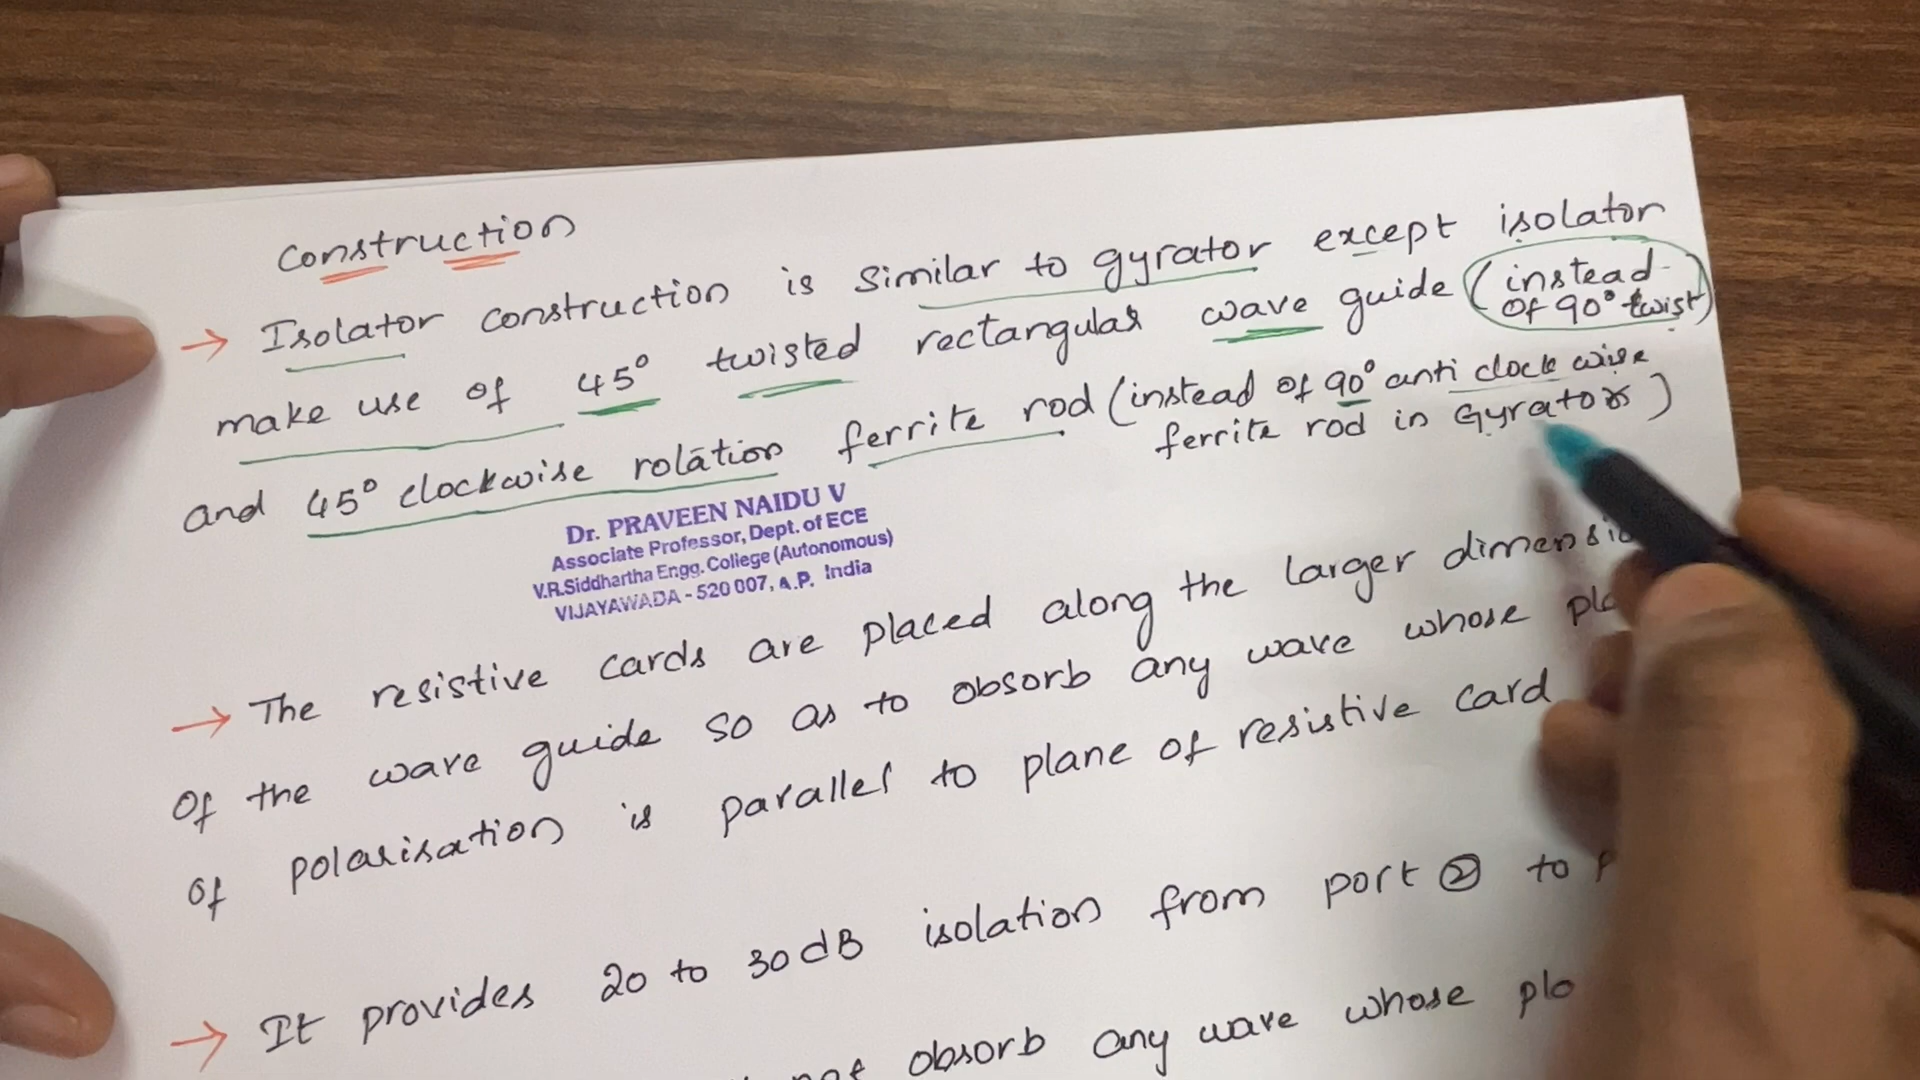 Construction
→ Isolator construction is similar to gyrator except isolator
make use of 45° twisted rectangular wave guide (instead
of 90° twist)
and 45° clockwise rotation ferrite rod (instead of 90° anti clock wise
ferrite rod in Gyrator)
Dr. PRAVEEN NAIDU V
Associate Professor, Dept. of ECE
V.R.Siddhartha Engg. College (Autonomous)
VIJAYAWADA - 520 007, A.P. India
→ The resistive cards are placed along the larger
of the wave guide so as to obsorb any wave whose
of polarisation is parallel to plane of resistive card
→ It provides 20 to 30 dB isolation from port ② to
obsorb any wave whose